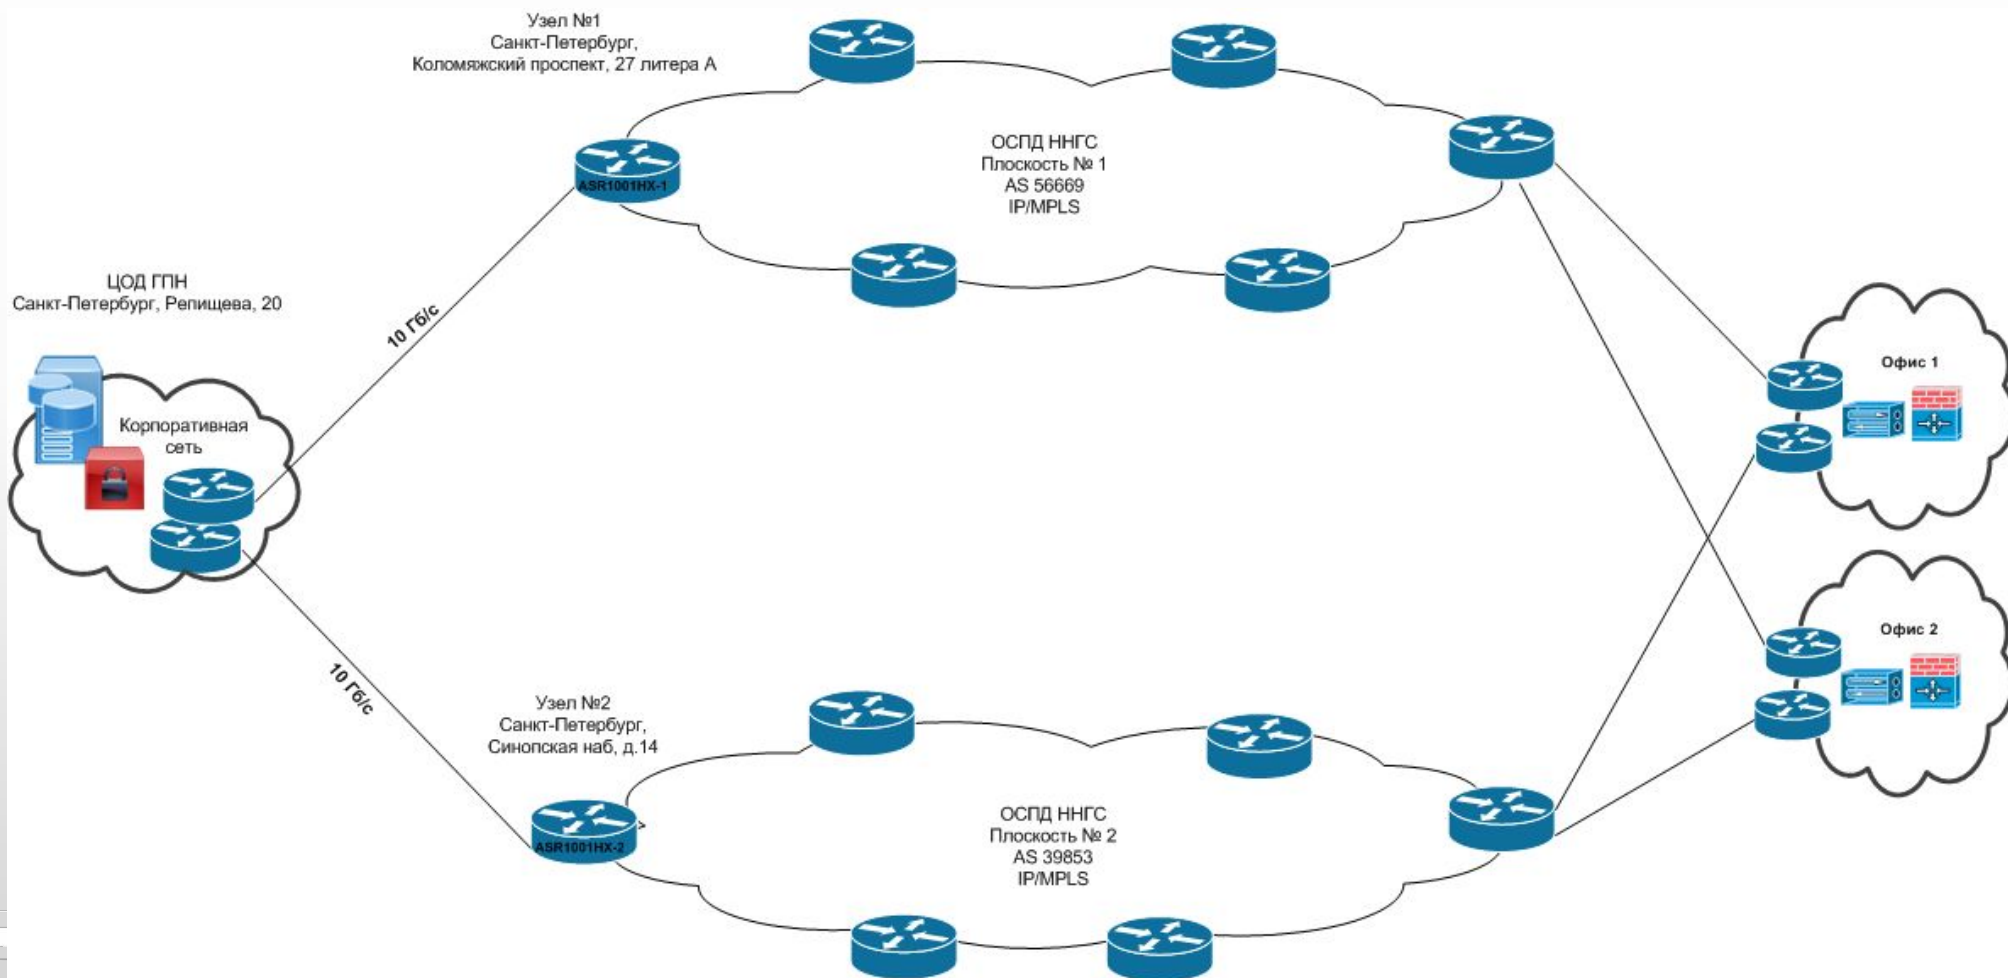 Узел №1
Санкт-Петербург,
Коломяжский проспект, 27 литера А
ASR1001HX-1
ОСПД ННГС
Плоскость № 1
AS 56669
IP/MPLS
ЦОД ГПН
Санкт-Петербург, Репищева, 20
10 Гб/с
Корпоративная
сеть
Офис 1
10 Гб/с
Офис 2
Узел №2
Санкт-Петербург,
Синопская наб, д.14
ASR1001HX-2
ОСПД ННГС
Плоскость № 2
AS 39853
IP/MPLS